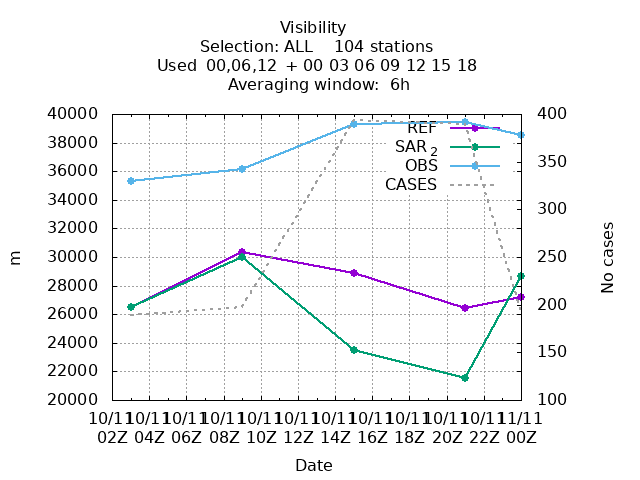 Visibility
Selection: ALL    104 stations
Used  00,06,12  + 00 03 06 09 12 15 18
Averaging window:  6h
40000
38000
36000
34000
32000
30000
28000
26000
24000
22000
20000
400
350
300
250
200
150
100
m
No cases
REF
SAR 2
OBS
CASES
10/11 10/11 10/11 10/11 10/11 10/11 10/11 10/11 10/11 10/11 10/11 11/11
02Z 04Z 06Z 08Z 10Z 12Z 14Z 16Z 18Z 20Z 22Z 00Z
Date